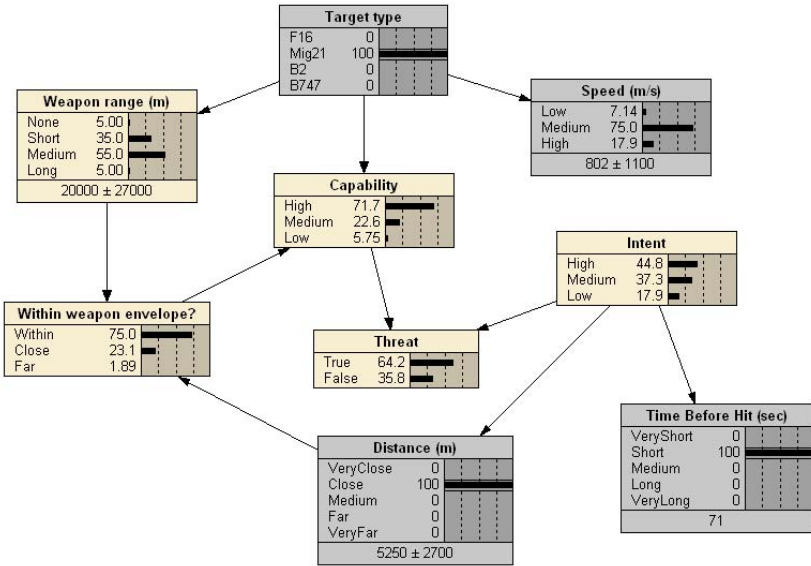 Target type
F16 0
Mig21 100
B2 0
B747 0
Weapon range (m)
None 5.00
Short 35.0
Medium 55.0
Long 5.00
20000 ± 27000
Speed (m/s)
Low 7.14
Medium 75.0
High 17.9
802 ± 1100
Capability
High 71.7
Medium 22.6
Low 5.75
Intent
High 44.8
Medium 37.3
Low 17.9
Within weapon envelope?
Within 75.0
Close 23.1
Far 1.89
Threat
True 64.2
False 35.8
Distance (m)
VeryClose 0
Close 100
Medium 0
Far 0
VeryFar 0
5250 ± 2700
Time Before Hit (sec)
VeryShort 0
Short 100
Medium 0
Long 0
VeryLong 0
71